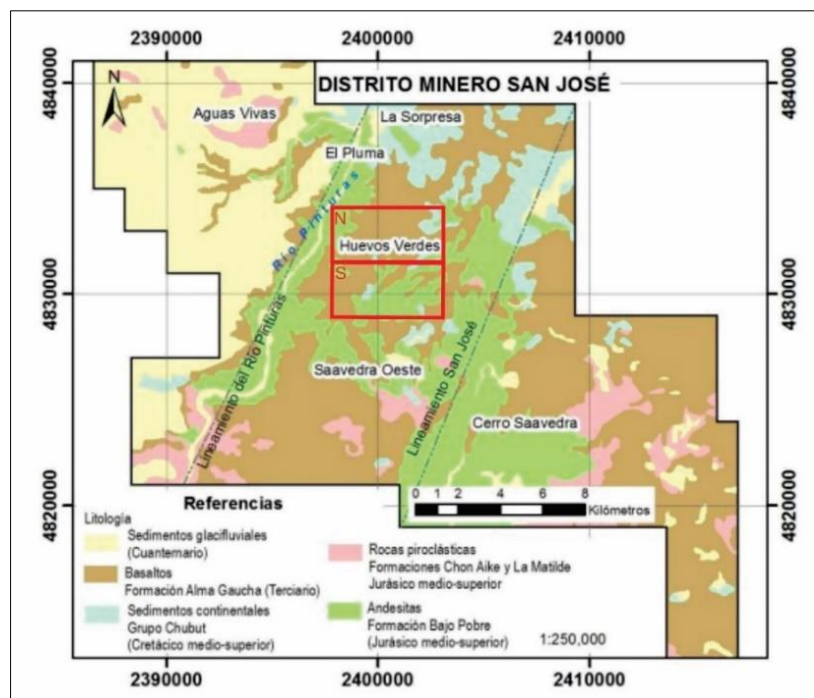 2390000
2400000
2410000
4840000
4840000
N
DISTRITO MINERO SAN JOSÉ
Aguas Vivas
La Sorpresa
El Pluma
Río Pinturas
N
Huevos Verdes
S
4830000
4830000
Lineamiento del Río Pinturas
Lineamiento San José
Saavedra Oeste
Cerro Saavedra
0 1 2 4 6 8
Kilómetros
4820000
4820000
Referencias
Litología
Sedimentos glacifluviales
(Cuanternario)
Basaltos
Formación Alma Gaucha (Terciario)
Sedimentos continentales
Grupo Chubut
(Cretácico medio-superior)
Rocas piroclásticas
Formaciones Chon Aike y La Matilde
Jurásico medio-superior
Andesitas
Formación Bajo Pobre
(Jurásico medio-superior)
1:250,000
2390000
2400000
2410000